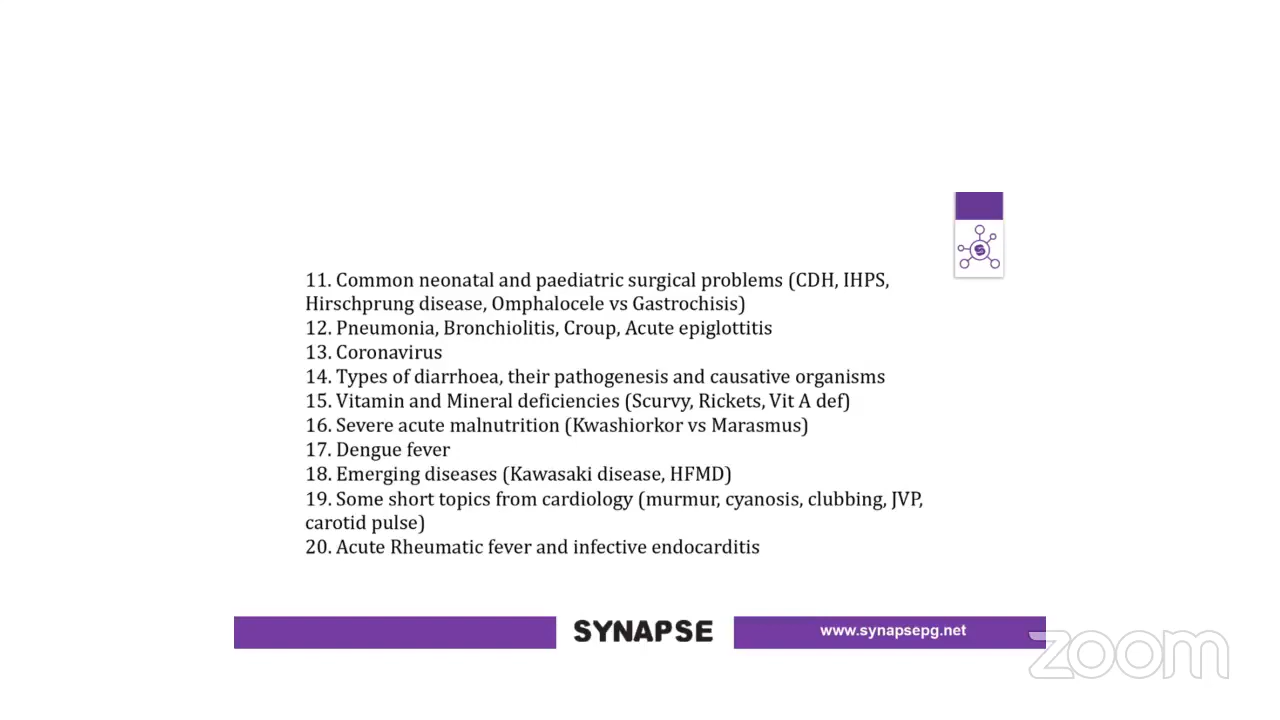 11. Common neonatal and paediatric surgical problems (CDH, IHPS,
Hirschprung disease, Omphalocele vs Gastrochisis)
12. Pneumonia, Bronchiolitis, Croup, Acute epiglottitis
13. Coronavirus
14. Types of diarrhoea, their pathogenesis and causative organisms
15. Vitamin and Mineral deficiencies (Scurvy, Rickets, Vit A def)
16. Severe acute malnutrition (Kwashiorkor vs Marasmus)
17. Dengue fever
18. Emerging diseases (Kawasaki disease, HFMD)
19. Some short topics from cardiology (murmur, cyanosis, clubbing, JVP,
carotid pulse)
20. Acute Rheumatic fever and infective endocarditis
SYNAPSE
www.synapsepg.net
zoom